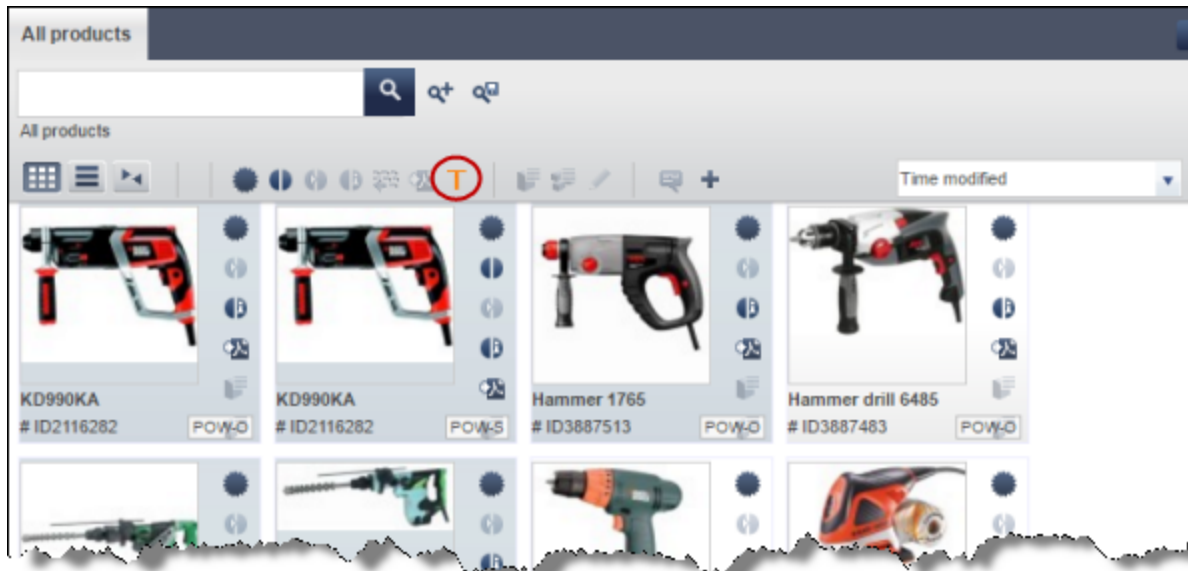 All products
All products
T
Time modified
KD990KA
KD990KA
Hammer 1765
Hammer drill 6485
# ID2116282
POW-O
# ID2116282
POW-S
# ID3887513
POW-O
# ID3887483
POW-O